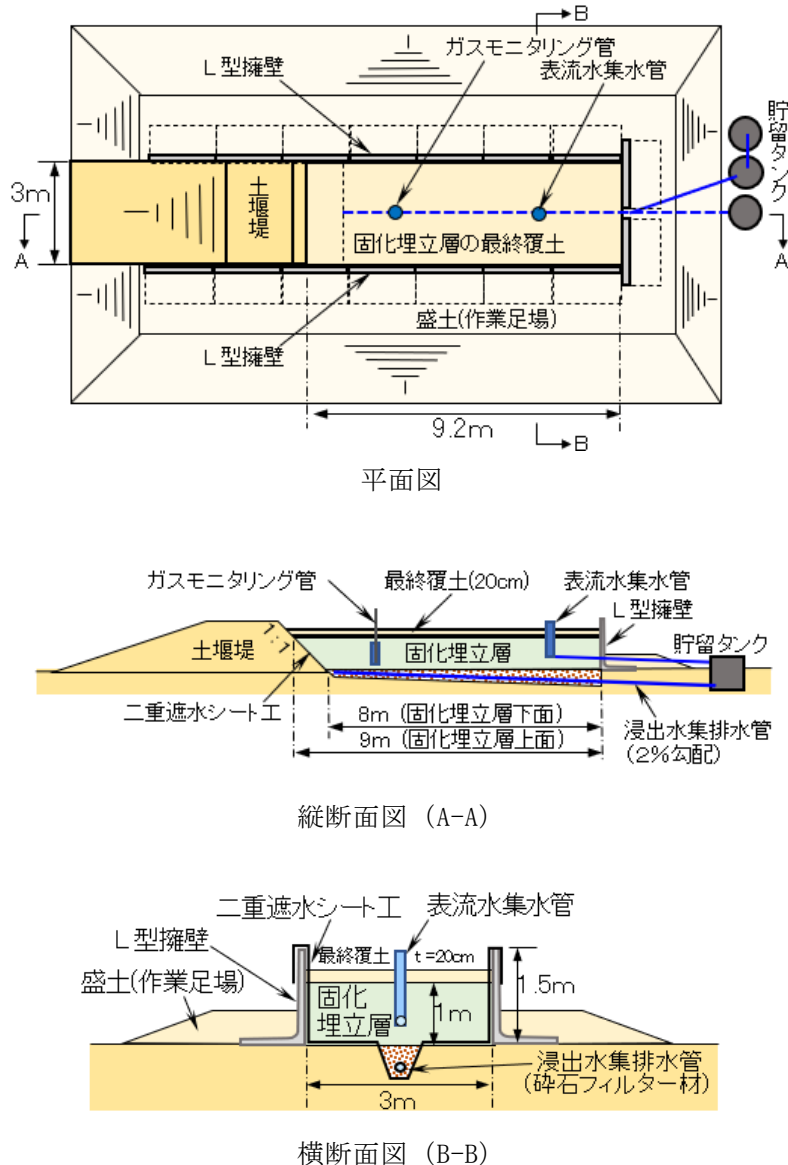 B
ガスモニタリング管
L型擁壁
表流水集水管
貯留タンク
3m
土堰堤
A
A
固化埋立層の最終覆土
盛土(作業足場)
L型擁壁
9.2m
B
平面図
ガスモニタリング管
最終覆土(20cm)
表流水集水管
L型擁壁
貯留タンク
1:1
土堰堤
固化埋立層
二重遮水シート工
8m (固化埋立層下面)
9m (固化埋立層上面)
浸出水集排水管
(2%勾配)
縦断面図 (A-A)
二重遮水シート工
表流水集水管
L型擁壁
最終覆土 t=20cm
盛土(作業足場)
固化
埋立層
1m
1.5m
浸出水集排水管
(砕石フィルター材)
3m
横断面図 (B-B)